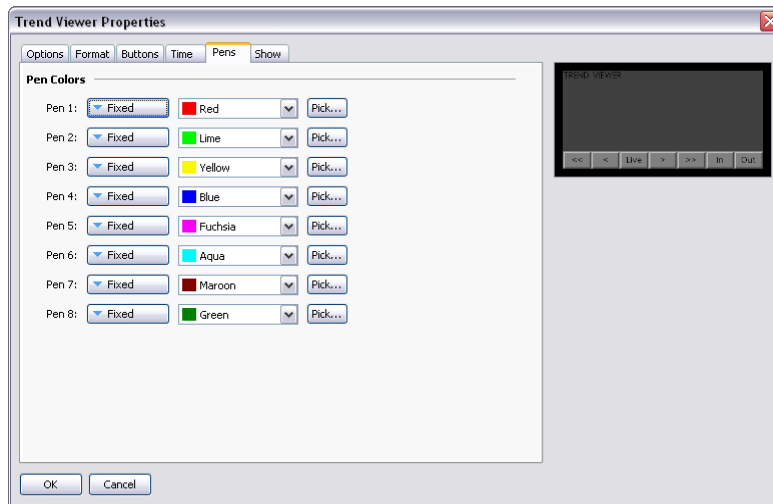 Trend Viewer Properties
Options Format Buttons Time Pens Show
Pen Colors
Pen 1: Fixed Red Pick...
Pen 2: Fixed Lime Pick...
Pen 3: Fixed Yellow Pick...
Pen 4: Fixed Blue Pick...
Pen 5: Fixed Fuchsia Pick...
Pen 6: Fixed Aqua Pick...
Pen 7: Fixed Maroon Pick...
Pen 8: Fixed Green Pick...
TREND VIEWER
<< < Live > >> In Out
OK Cancel